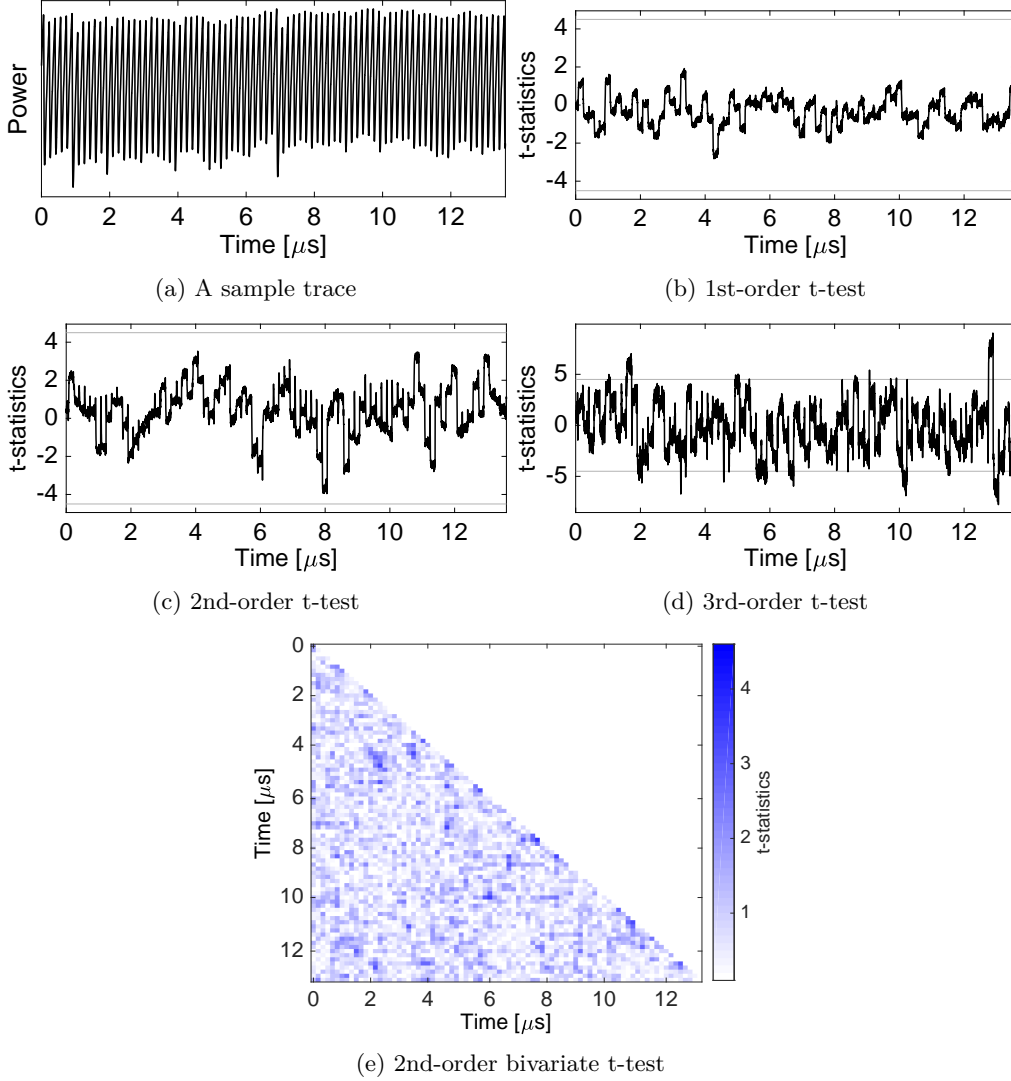 Power
0 2 4 6 8 10 12
Time [μs]
(a) A sample trace
t-statistics
4
2
0
-2
-4
0 2 4 6 8 10 12
Time [μs]
(b) 1st-order t-test
t-statistics
4
2
0
-2
-4
0 2 4 6 8 10 12
Time [μs]
(c) 2nd-order t-test
t-statistics
5
0
-5
0 2 4 6 8 10 12
Time [μs]
(d) 3rd-order t-test
Time [μs]
0
2
4
6
8
10
12
0 2 4 6 8 10 12
Time [μs]
4
3
2
1
t-statistics
(e) 2nd-order bivariate t-test